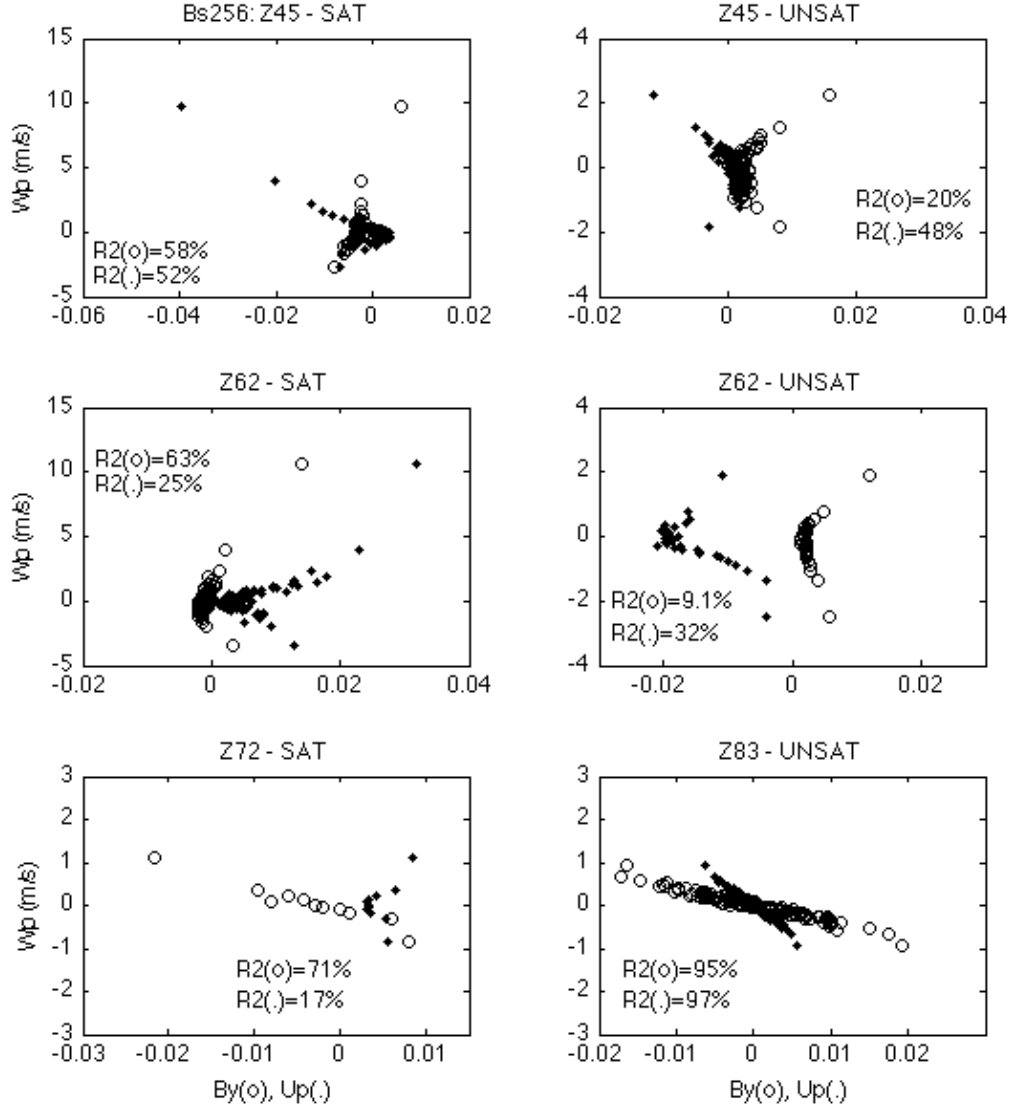 Bs256: Z45 - SAT
Z45 - UNSAT
15
10
5
0
-5
Wp (m/s)
R2(o)=58%
R2(.)=52%
-0.06
-0.04
-0.02
0
0.02
4
2
0
-2
-4
R2(o)=20%
R2(.)=48%
-0.02
0
0.02
0.04
Z62 - SAT
Z62 - UNSAT
15
10
5
0
-5
Wp (m/s)
R2(o)=63%
R2(.)=25%
-0.02
0
0.02
0.04
4
2
0
-2
-4
R2(o)=9.1%
R2(.)=32%
-0.02
0
0.02
Z72 - SAT
Z83 - UNSAT
3
2
1
0
-1
-2
-3
Wp (m/s)
R2(o)=71%
R2(.)=17%
-0.03
-0.02
-0.01
0
0.01
By(o), Up(.)
3
2
1
0
-1
-2
-3
R2(o)=95%
R2(.)=97%
-0.02
-0.01
0
0.01
0.02
By(o), Up(.)